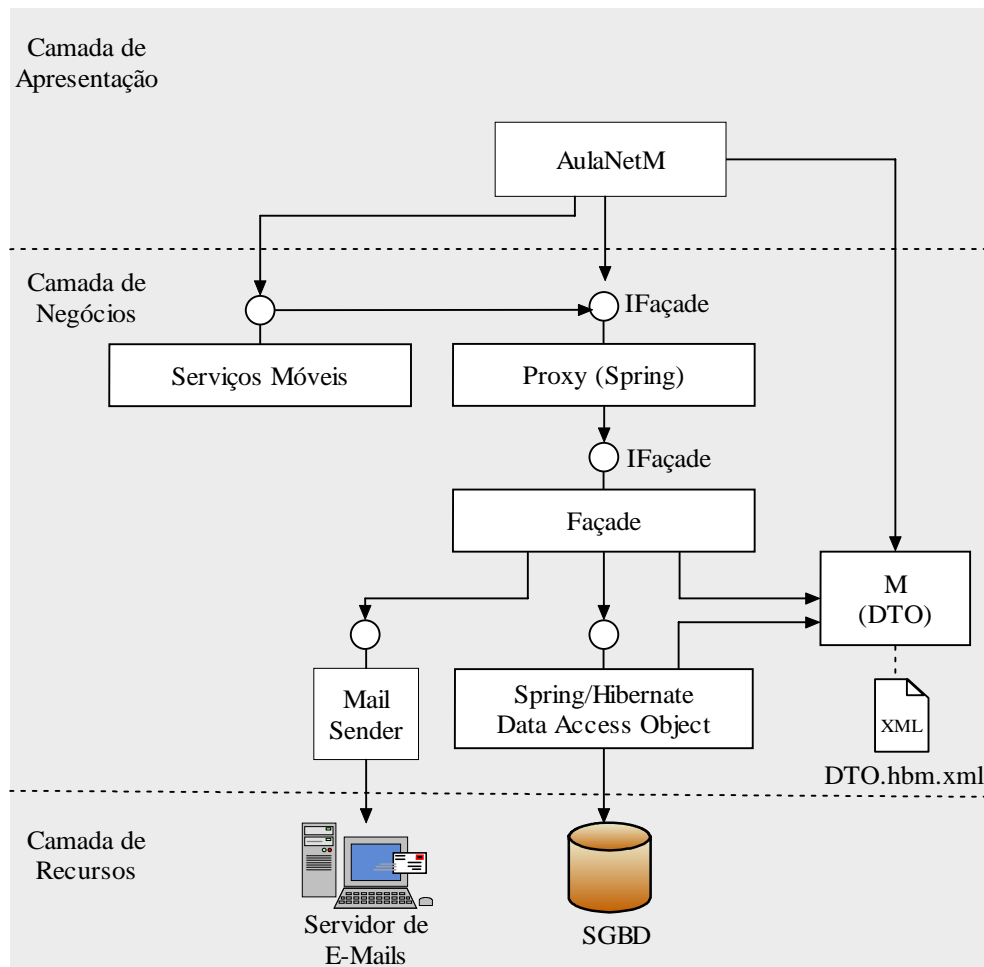 Camada de
Apresentação
AulaNetM
Camada de
Negócios
IFaçade
Serviços Móveis
Proxy (Spring)
IFaçade
Façade
M
(DTO)
Mail
Sender
Spring/Hibernate
Data Access Object
XML
DTO.hbm.xml
Camada de
Recursos
Servidor de
E-Mails
SGBD